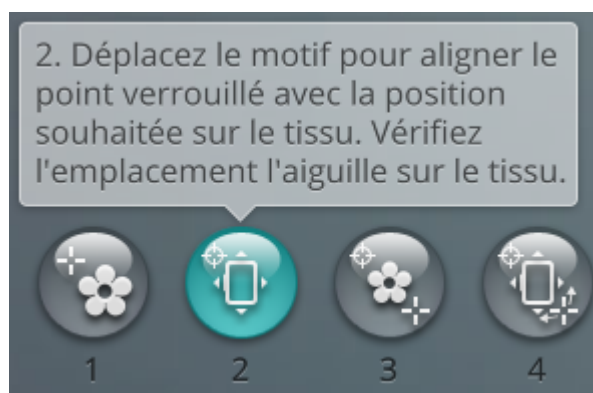 2. Déplacez le motif pour aligner le
point verrouillé avec la position
souhaitée sur le tissu. Vérifiez
l'emplacement l'aiguille sur le tissu.
1 2 3 4